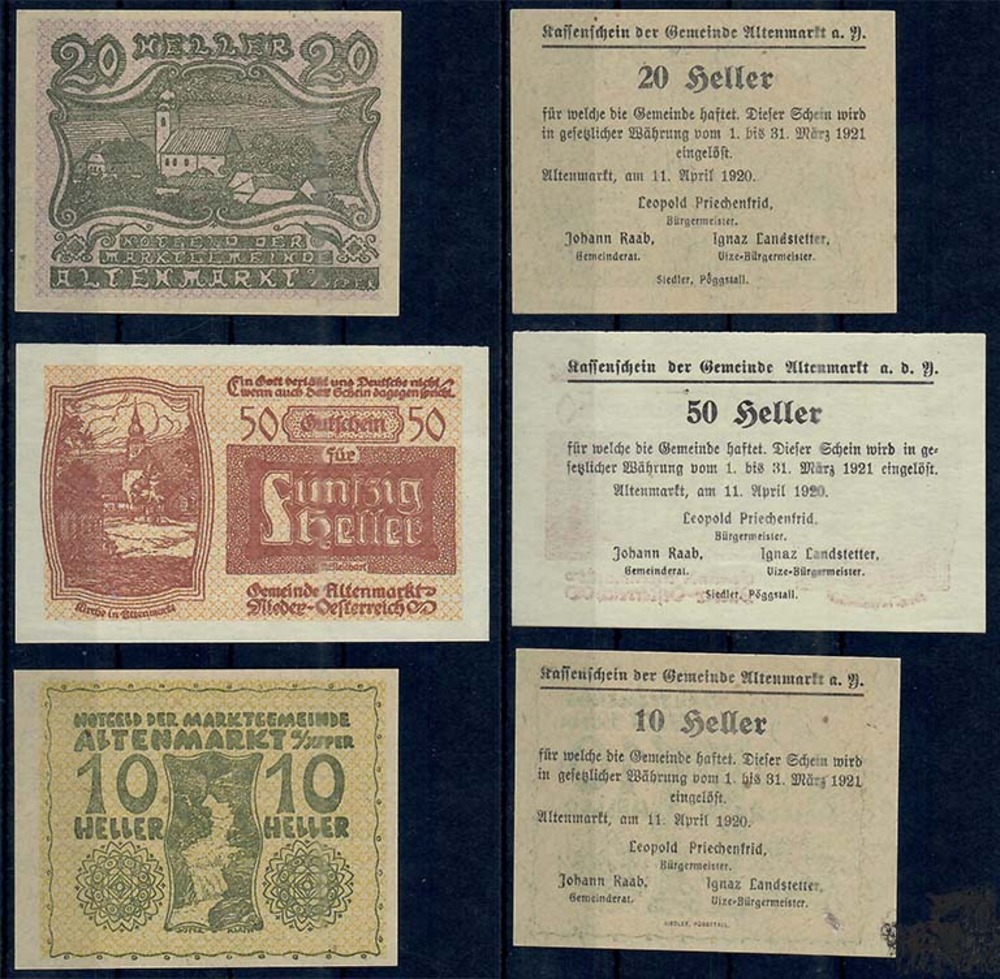 20 HELLER 20
NOTGELD DER
MARKTGEMEINDE
ALTENMARKT
Kassenschein der Gemeinde Altenmarkt a. Y.
20 Heller
für welche die Gemeinde haftet. Dieser Schein wird
in gesetzlicher Währung vom 1. bis 31. März 1921
eingelöst.
Altenmarkt, am 11. April 1920.
Leopold Priechenfrid,
Bürgermeister.
Johann Raab, Ignaz Landstetter,
Gemeinderat. Vize-Bürgermeister.
Siedler, Pöggstall.
Ein Gott verläßt uns Deutsche nicht,
wenn auch der Schein dagegen spricht.
50 Gutschein 50
für
Fünfzig
Heller
Gemeinde Altenmarkt
Nieder-Oesterreich
Kirche in Altenmarkt
Kassenschein der Gemeinde Altenmarkt a. d. Y.
50 Heller
für welche die Gemeinde haftet. Dieser Schein wird in ge-
setzlicher Währung vom 1. bis 31. März 1921 eingelöst.
Altenmarkt, am 11. April 1920.
Leopold Priechenfrid,
Bürgermeister.
Johann Raab, Ignaz Landstetter,
Gemeinderat. Vize-Bürgermeister.
Siedler, Pöggstall.
NOTGELD DER MARKTGEMEINDE
ALTENMARKT a/YSPER
10 10
HELLER HELLER
Kassenschein der Gemeinde Altenmarkt a. Y.
10 Heller
für welche die Gemeinde haftet. Dieser Schein wird
in gesetzlicher Währung vom 1. bis 31. März 1921
eingelöst.
Altenmarkt, am 11. April 1920.
Leopold Priechenfrid,
Bürgermeister.
Johann Raab, Ignaz Landstetter,
Gemeinderat. Vize-Bürgermeister.
SIEDLER, PÖGGSTALL.